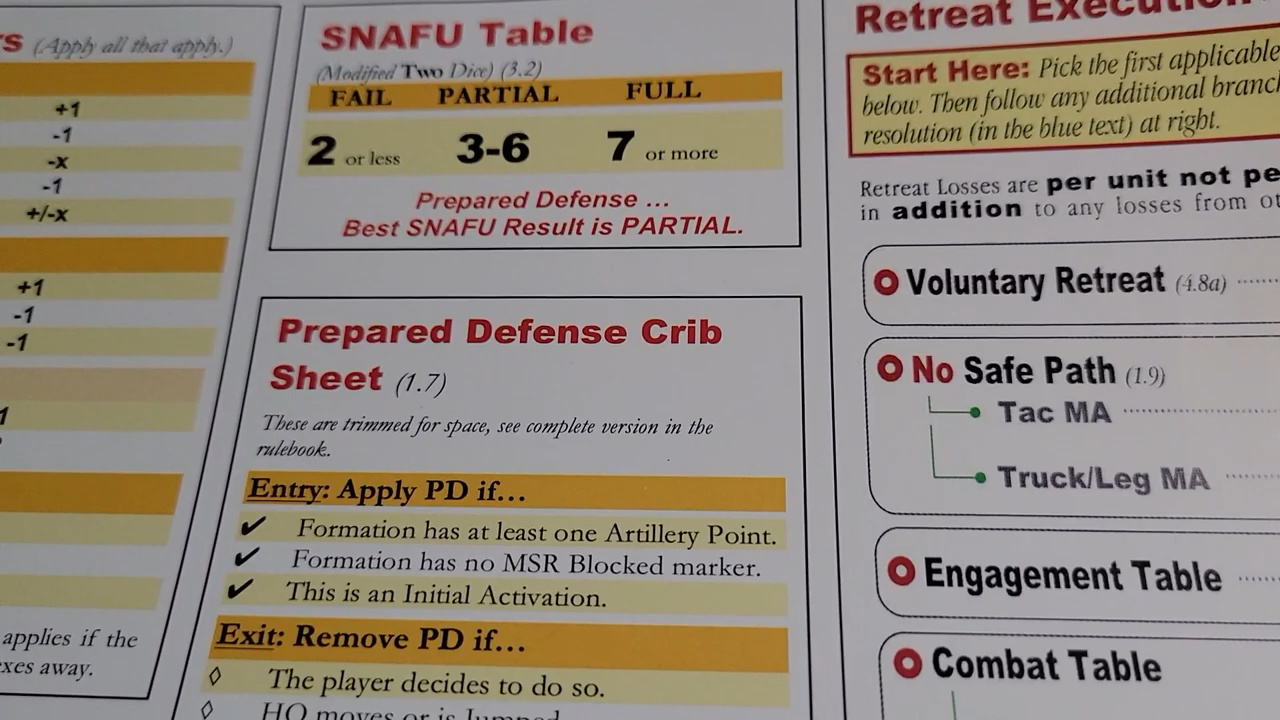 (Apply all that apply.)
+1
-1
-x
-1
+/-x
+1
-1
-1
applies if the
away.
SNAFU Table
(Modified Two Dice) (3.2)
FAIL PARTIAL FULL
2 or less 3-6 7 or more
Prepared Defense ...
Best SNAFU Result is PARTIAL.
Prepared Defense Crib
Sheet (1.7)
These are trimmed for space, see complete version in the
rulebook.
Entry: Apply PD if...
✔ Formation has at least one Artillery Point.
✔ Formation has no MSR Blocked marker.
✔ This is an Initial Activation.
Exit: Remove PD if...
◊ The player decides to do so.
◊ HQ moves or is Jumped
Retreat Execution
Start Here: Pick the first applicable
below. Then follow any additional branch
resolution (in the blue text) at right.
Retreat Losses are per unit not pe
in addition to any losses from ot
Voluntary Retreat (4.8a)
No Safe Path (1.9)
Tac MA
Truck/Leg MA
Engagement Table
Combat Table